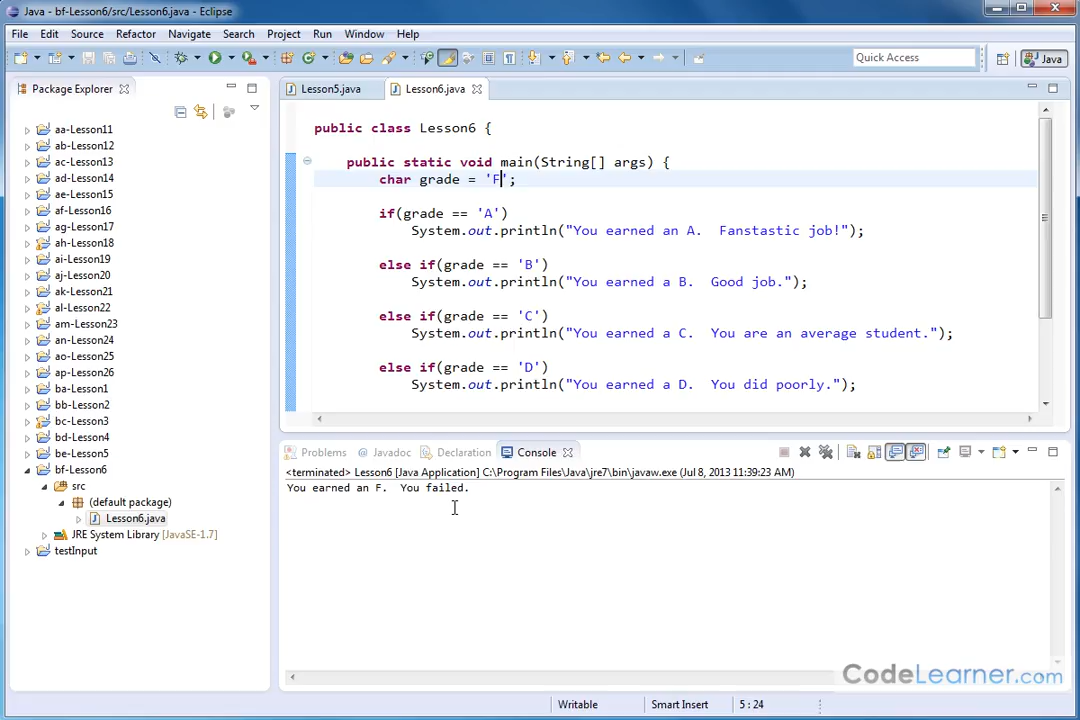 Java - bf-Lesson6/src/Lesson6.java - Eclipse
File Edit Source Refactor Navigate Search Project Run Window Help
Quick Access
Java
Package Explorer
Lesson5.java
Lesson6.java
aa-Lesson11
ab-Lesson12
ac-Lesson13
ad-Lesson14
ae-Lesson15
af-Lesson16
ag-Lesson17
ah-Lesson18
ai-Lesson19
aj-Lesson20
ak-Lesson21
al-Lesson22
am-Lesson23
an-Lesson24
ao-Lesson25
ap-Lesson26
ba-Lesson1
bb-Lesson2
bc-Lesson3
bd-Lesson4
be-Lesson5
bf-Lesson6
src
(default package)
Lesson6.java
JRE System Library [JavaSE-1.7]
testInput
public class Lesson6 {
public static void main(String[] args) {
char grade = 'F';
if(grade == 'A')
System.out.println("You earned an A.  Fanstastic job!");
else if(grade == 'B')
System.out.println("You earned a B.  Good job.");
else if(grade == 'C')
System.out.println("You earned a C.  You are an average student.");
else if(grade == 'D')
System.out.println("You earned a D.  You did poorly.");
Problems @ Javadoc Declaration Console
<terminated> Lesson6 [Java Application] C:\Program Files\Java\jre7\bin\javaw.exe (Jul 8, 2013 11:39:23 AM)
You earned an F.  You failed.
CodeLearner.com
Writable Smart Insert 5 : 24